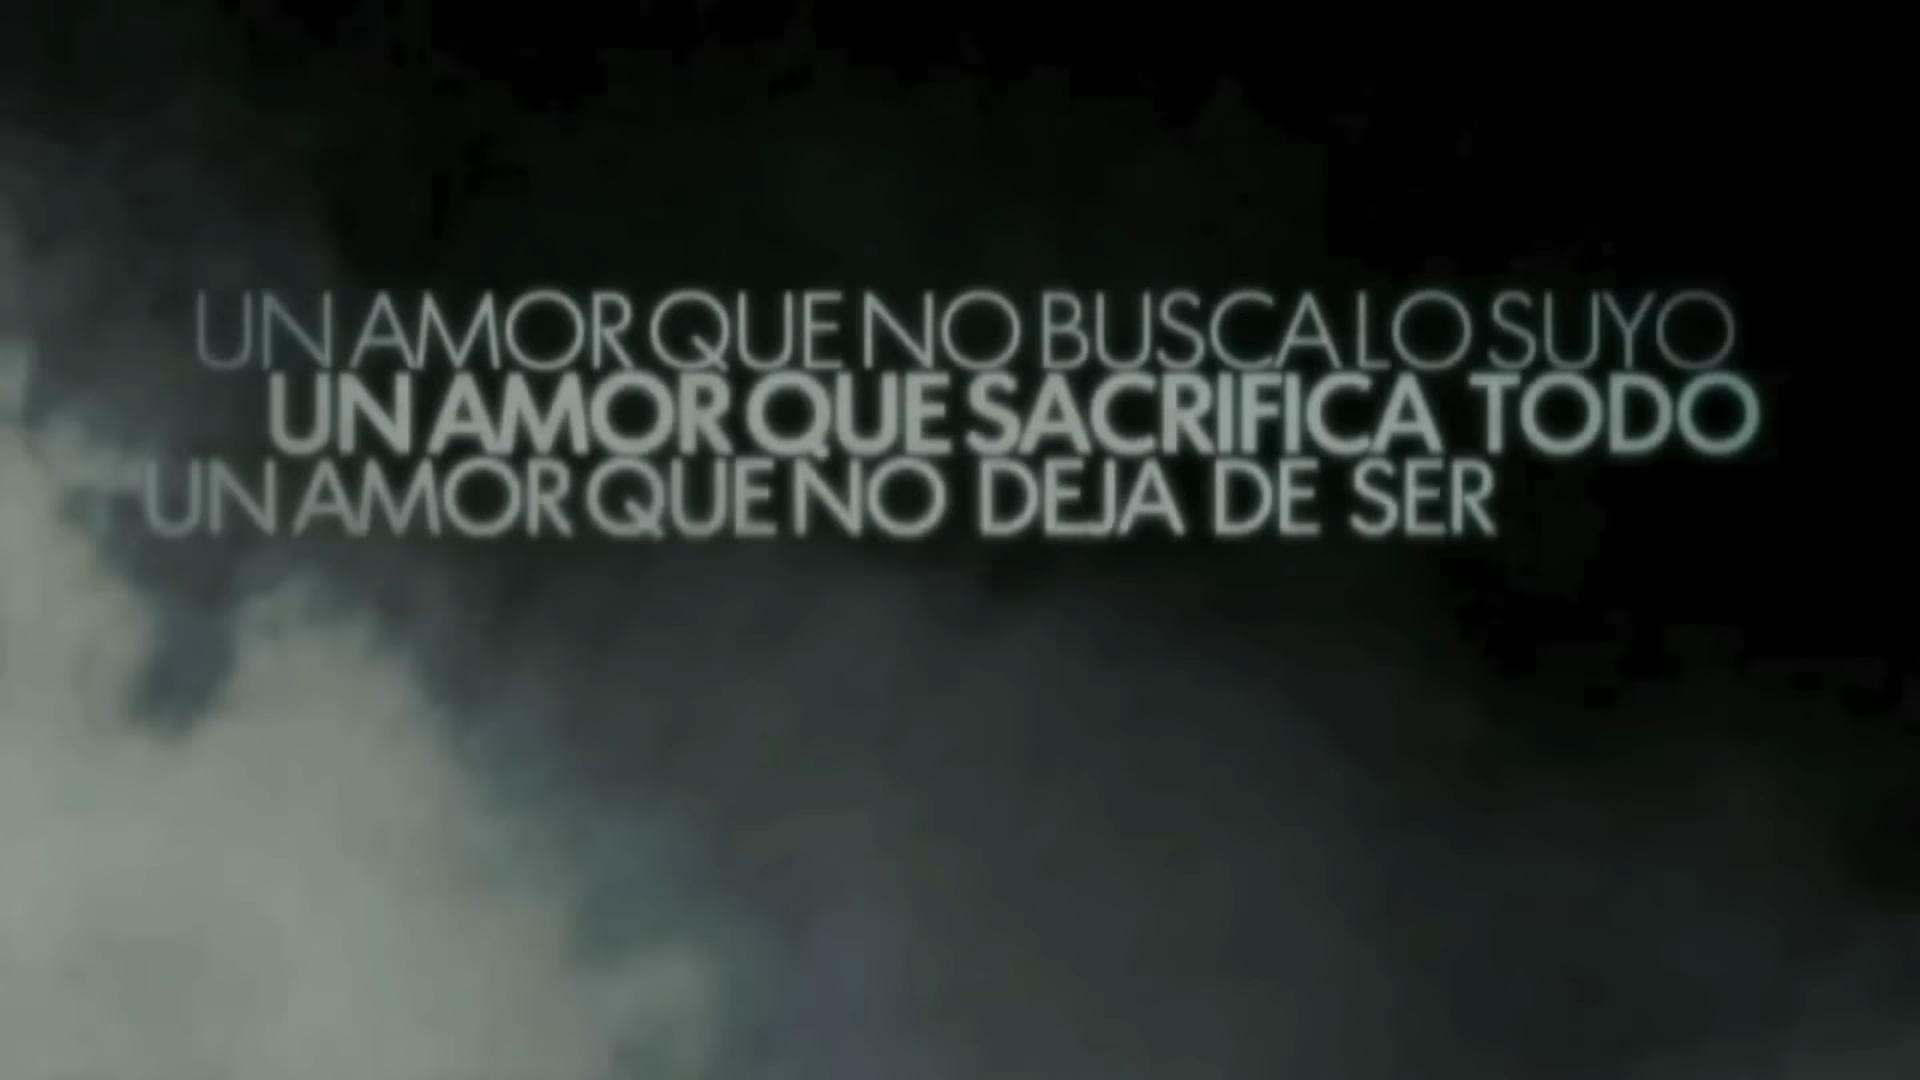 UN AMOR QUE NO BUSCA LO SUYO
UN AMOR QUE SACRIFICA TODO
UN AMOR QUE NO DEJA DE SER